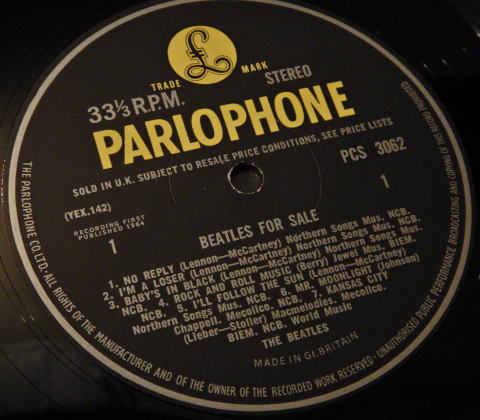 £
TRADE MARK
33⅓ R.P.M. STEREO
PARLOPHONE
SOLD IN U.K. SUBJECT TO RESALE PRICE CONDITIONS, SEE PRICE LISTS
PCS 3062
(YEX.142)
RECORDING FIRST
PUBLISHED 1964
1 1
BEATLES FOR SALE
1. NO REPLY (Lennon—McCartney) Northern Songs Mus. NCB.
2. I'M A LOSER (Lennon—McCartney) Northern Songs Mus. NCB.
3. BABY'S IN BLACK (Lennon—McCartney) Northern Songs Mus.
NCB. 4. ROCK AND ROLL MUSIC (Berry) Jewel Mus. BIEM.
NCB. 5. I'LL FOLLOW THE SUN (Lennon—McCartney)
Northern Songs Mus. NCB. 6. MR. MOONLIGHT (Johnson)
Chappell. Mecolico. NCB. 7. KANSAS CITY
(Lieber—Stoller) Macmelodies. Mecolico.
BIEM. NCB. World Music
THE BEATLES
MADE IN Gt. BRITAIN
THE PARLOPHONE CO LTD. ALL RIGHTS OF THE MANUFACTURER AND OF THE OWNER OF THE RECORDED WORK RESERVED · UNAUTHORISED PUBLIC PERFORMANCE BROADCASTING AND COPYING OF THIS RECORD PROHIBITED